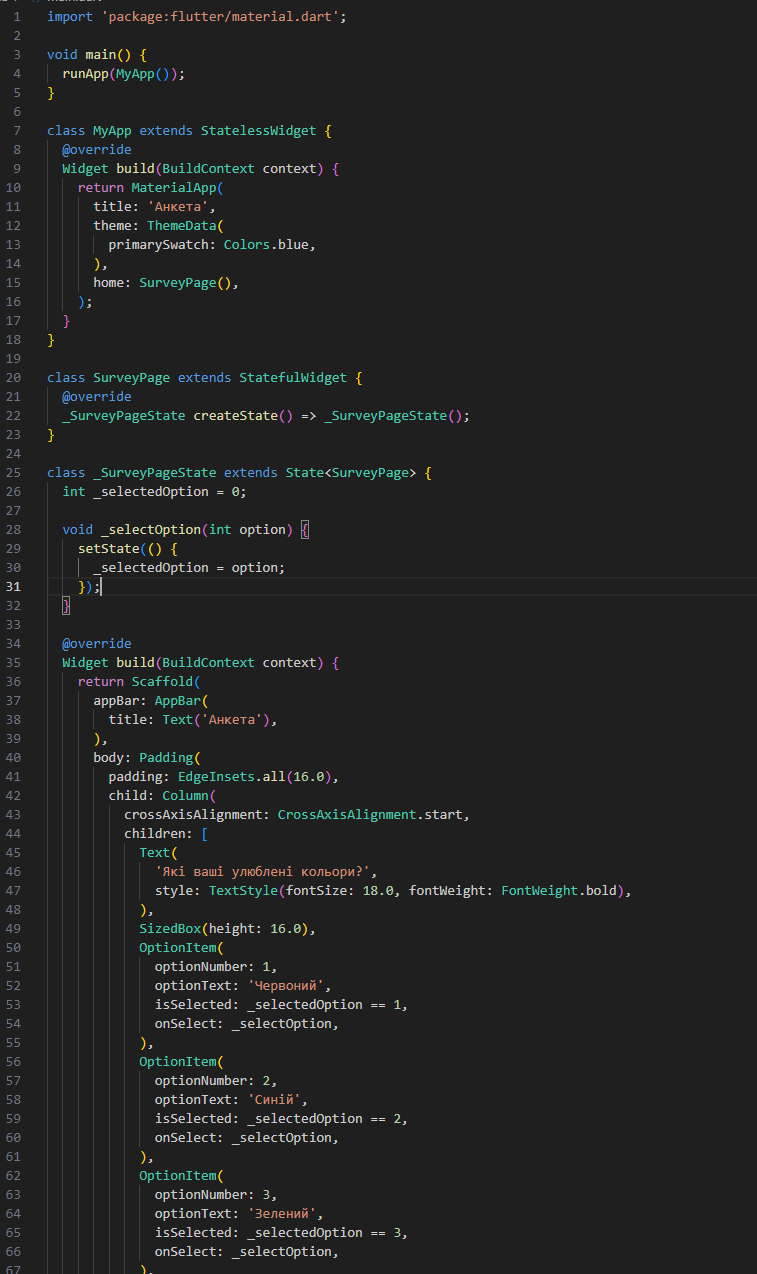 1 import 'package:flutter/material.dart';
2
3 void main() {
4   runApp(MyApp());
5 }
6
7 class MyApp extends StatelessWidget {
8   @override
9   Widget build(BuildContext context) {
10     return MaterialApp(
11       title: 'Анкета',
12       theme: ThemeData(
13         primarySwatch: Colors.blue,
14       ),
15       home: SurveyPage(),
16     );
17   }
18 }
19
20 class SurveyPage extends StatefulWidget {
21   @override
22   _SurveyPageState createState() => _SurveyPageState();
23 }
24
25 class _SurveyPageState extends State<SurveyPage> {
26   int _selectedOption = 0;
27
28   void _selectOption(int option) {
29     setState(() {
30       _selectedOption = option;
31     });
32   }
33
34   @override
35   Widget build(BuildContext context) {
36     return Scaffold(
37       appBar: AppBar(
38         title: Text('Анкета'),
39       ),
40       body: Padding(
41         padding: EdgeInsets.all(16.0),
42         child: Column(
43           crossAxisAlignment: CrossAxisAlignment.start,
44           children: [
45             Text(
46               'Які ваші улюблені кольори?',
47               style: TextStyle(fontSize: 18.0, fontWeight: FontWeight.bold),
48             ),
49             SizedBox(height: 16.0),
50             OptionItem(
51               optionNumber: 1,
52               optionText: 'Червоний',
53               isSelected: _selectedOption == 1,
54               onSelect: _selectOption,
55             ),
56             OptionItem(
57               optionNumber: 2,
58               optionText: 'Синій',
59               isSelected: _selectedOption == 2,
60               onSelect: _selectOption,
61             ),
62             OptionItem(
63               optionNumber: 3,
64               optionText: 'Зелений',
65               isSelected: _selectedOption == 3,
66               onSelect: _selectOption,
67             ),